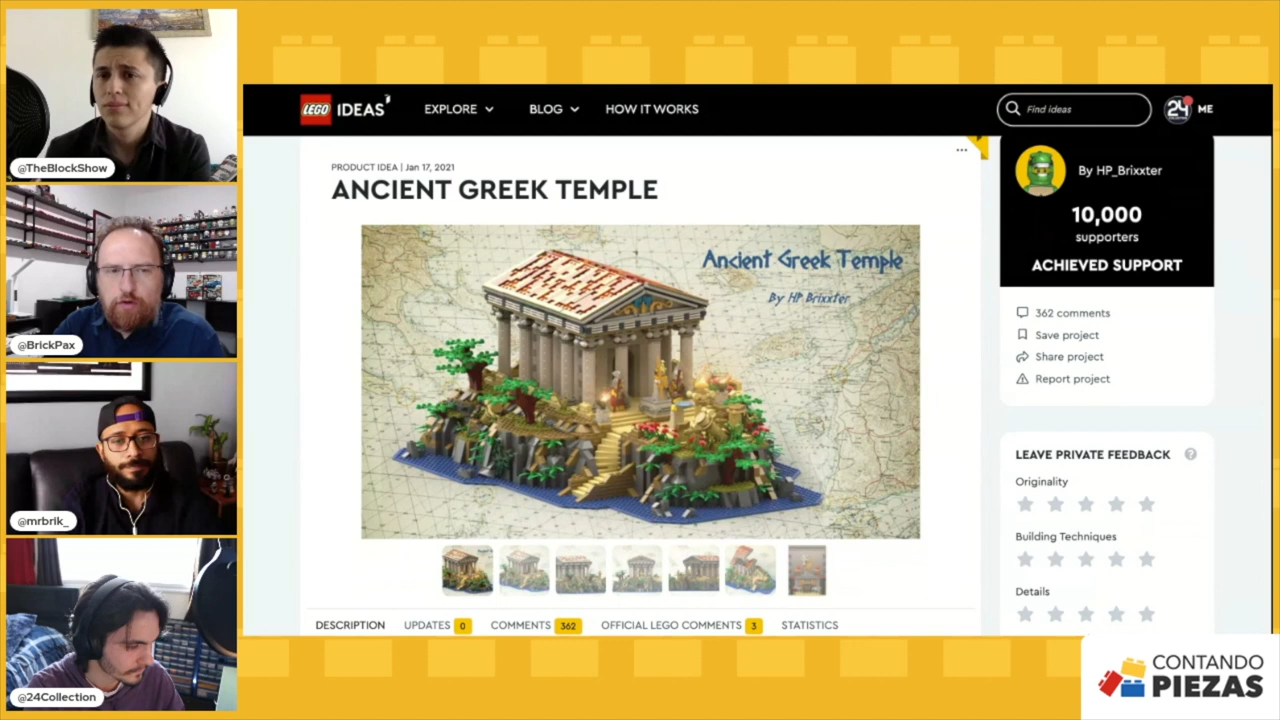 @TheBlockShow
@BrickPax
@mrbrik_
@24Collection
LEGO IDEAS
EXPLORE
BLOG
HOW IT WORKS
Find ideas
24
ME
PRODUCT IDEA | Jan 17, 2021
ANCIENT GREEK TEMPLE
Ancient Greek Temple
By HP Brixxter
DESCRIPTION
UPDATES 0
COMMENTS 362
OFFICIAL LEGO COMMENTS 3
STATISTICS
By HP_Brixxter
10,000
supporters
ACHIEVED SUPPORT
362 comments
Save project
Share project
Report project
LEAVE PRIVATE FEEDBACK ?
Originality
Building Techniques
Details
CONTANDO
PIEZAS